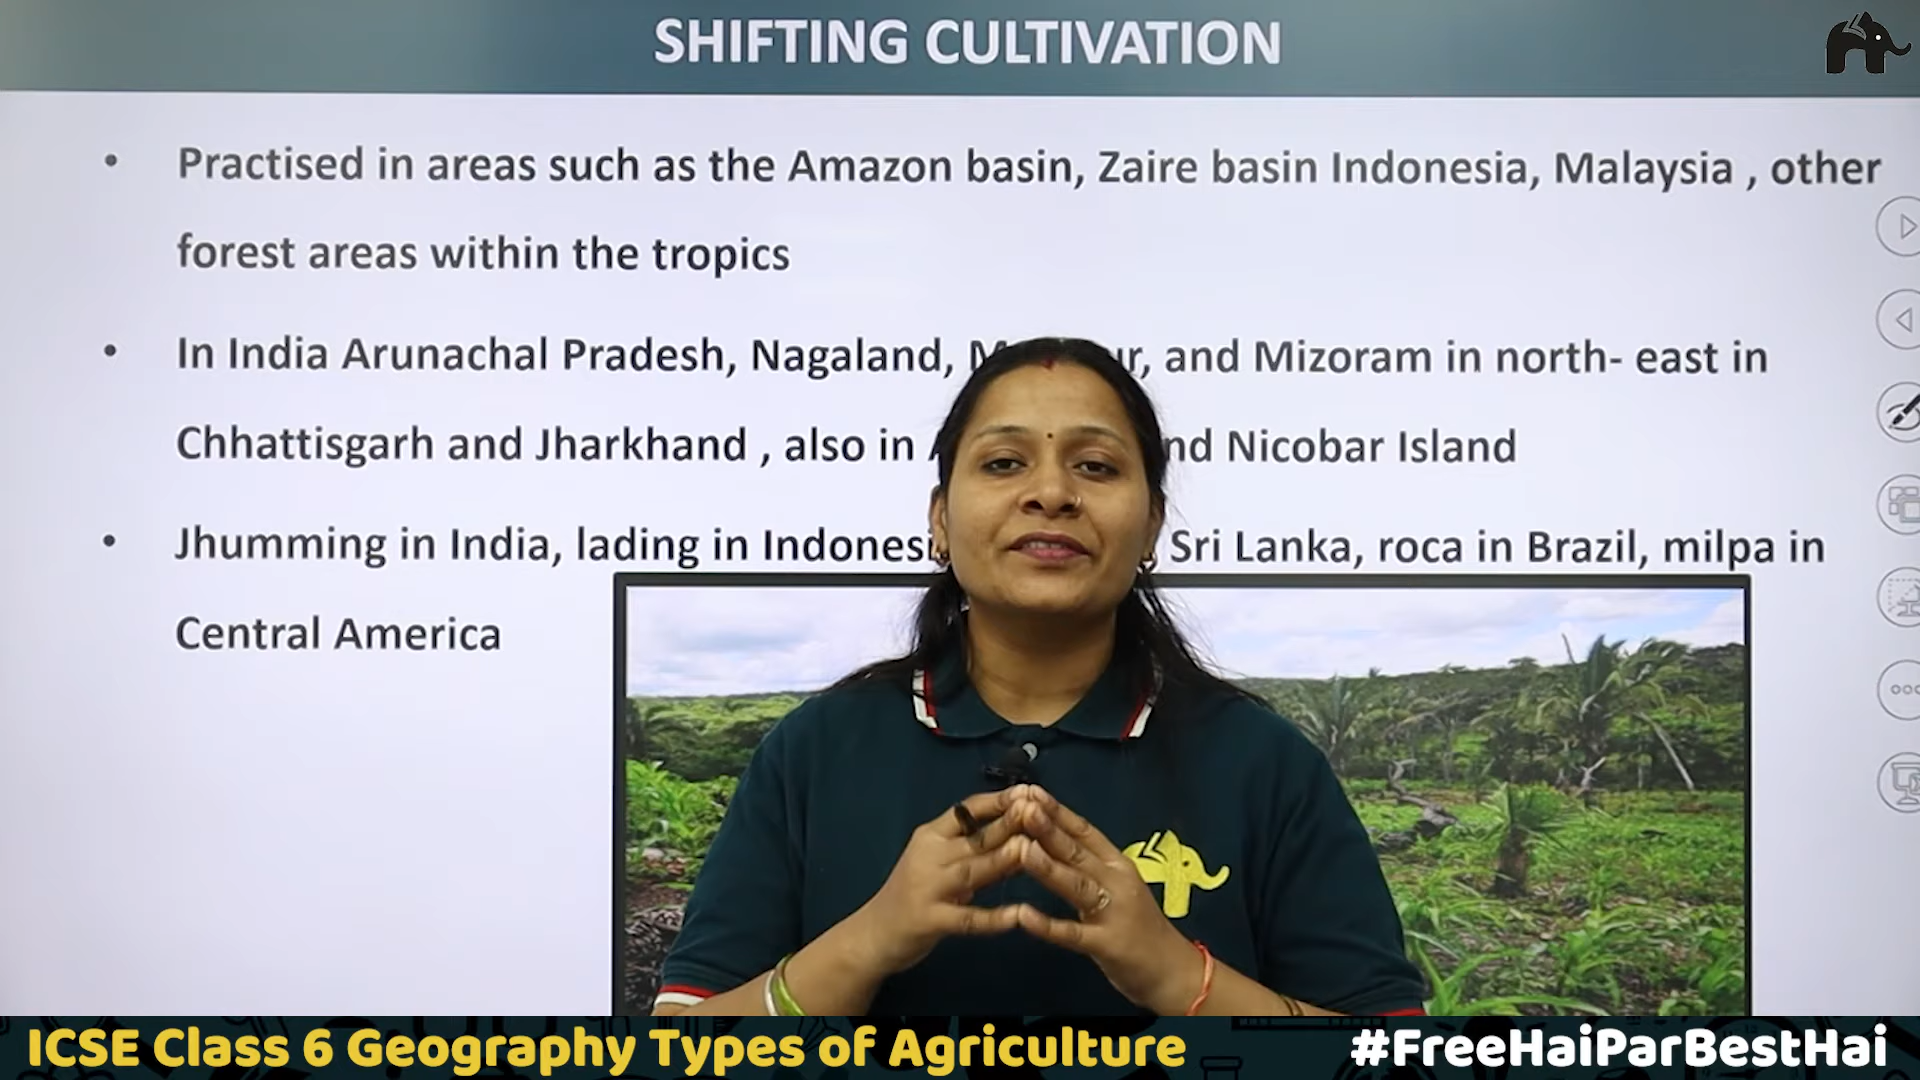 SHIFTING CULTIVATION
• Practised in areas such as the Amazon basin, Zaire basin Indonesia, Malaysia , other
forest areas within the tropics
• In India Arunachal Pradesh, Nagaland, and Mizoram in north- east in
Chhattisgarh and Jharkhand , also in Nicobar Island
• Jhumming in India, lading in Sri Lanka, roca in Brazil, milpa in
Central America
ICSE Class 6 Geography Types of Agriculture
#FreeHaiParBestHai